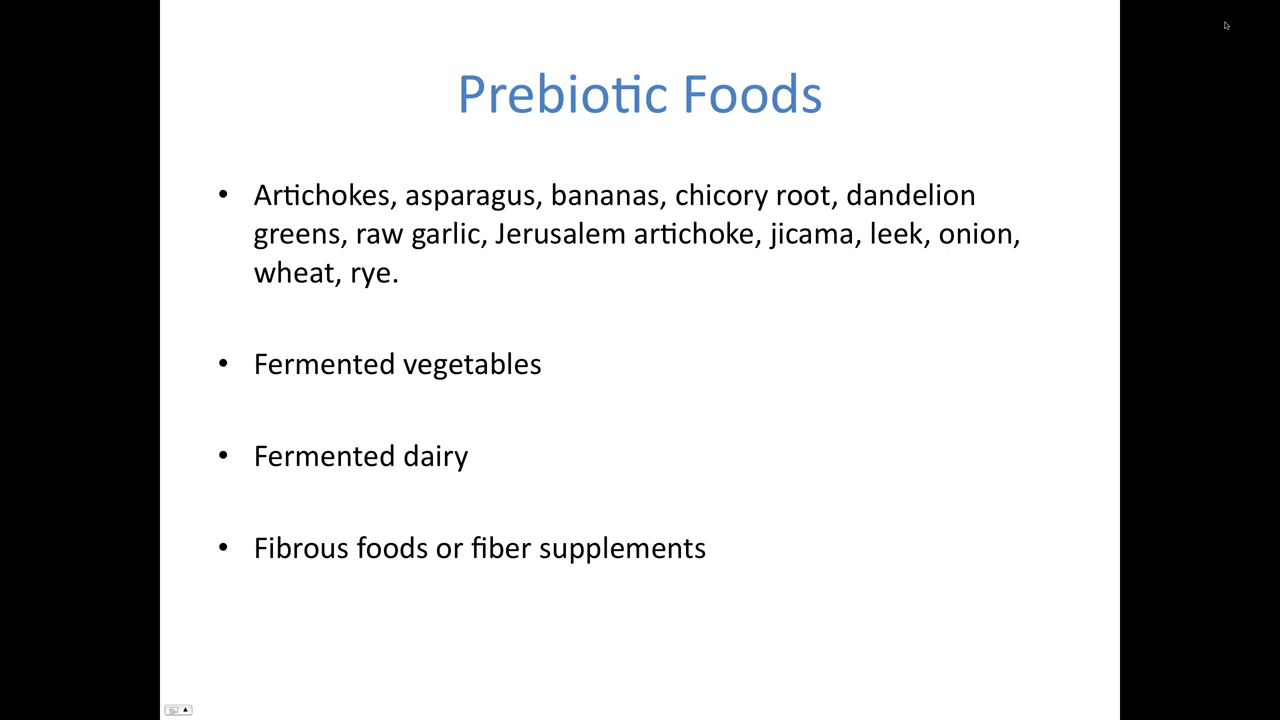 Prebiotic Foods
• Artichokes, asparagus, bananas, chicory root, dandelion
greens, raw garlic, Jerusalem artichoke, jicama, leek, onion,
wheat, rye.
• Fermented vegetables
• Fermented dairy
• Fibrous foods or fiber supplements